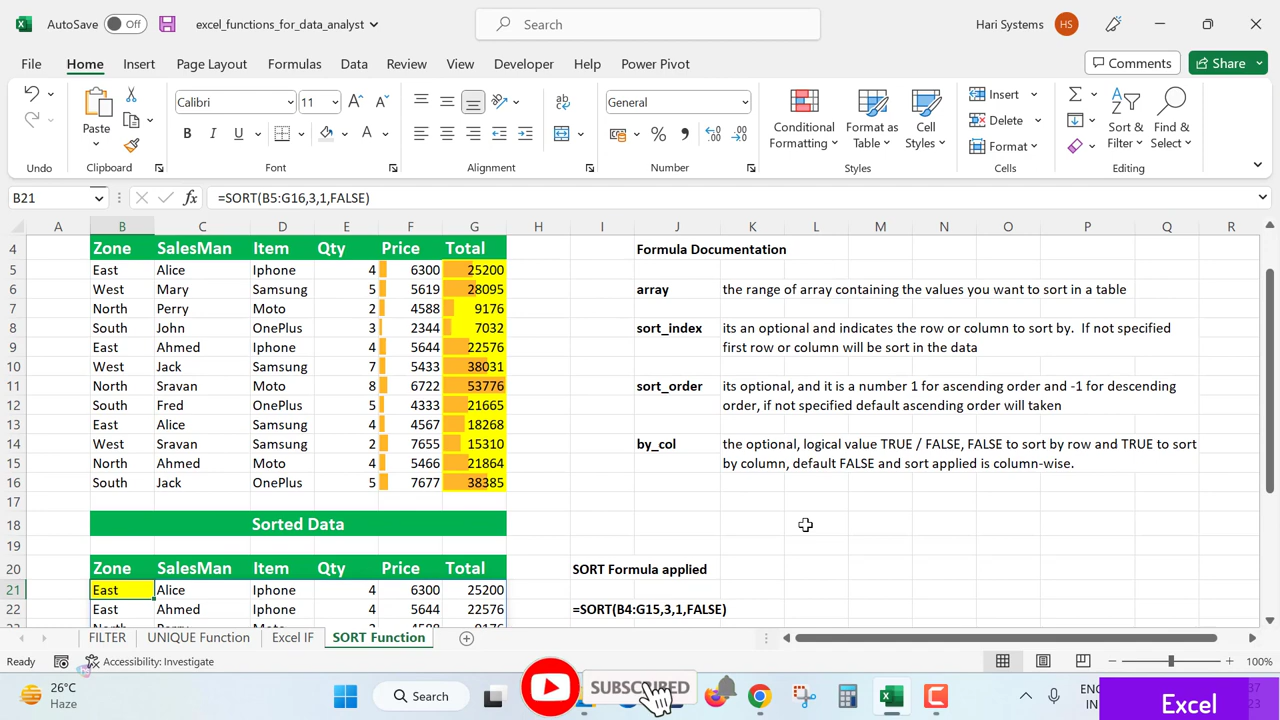 AutoSave Off excel_functions_for_data_analyst Search Hari Systems HS
File Home Insert Page Layout Formulas Data Review View Developer Help Power Pivot Comments Share
Paste Calibri 11 General Conditional Formatting Format as Table Cell Styles Insert Delete Format Sort & Filter Find & Select
Undo Clipboard Font Alignment Number Styles Cells Editing
B21 fx =SORT(B5:G16,3,1,FALSE)
A B C D E F G H I J K L M N O P Q R
4 Zone SalesMan Item Qty Price Total Formula Documentation
5 East Alice Iphone 4 6300 25200
6 West Mary Samsung 5 5619 28095 array the range of array containing the values you want to sort in a table
7 North Perry Moto 2 4588 9176
8 South John OnePlus 3 2344 7032 sort_index its an optional and indicates the row or column to sort by. If not specified
9 East Ahmed Iphone 4 5644 22576 first row or column will be sort in the data
10 West Jack Samsung 7 5433 38031
11 North Sravan Moto 8 6722 53776 sort_order its optional, and it is a number 1 for ascending order and -1 for descending
12 South Fred OnePlus 5 4333 21665 order, if not specified default ascending order will taken
13 East Alice Samsung 4 4567 18268
14 West Sravan Samsung 2 7655 15310 by_col the optional, logical value TRUE / FALSE, FALSE to sort by row and TRUE to sort
15 North Ahmed Moto 4 5466 21864 by column, default FALSE and sort applied is column-wise.
16 South Jack OnePlus 5 7677 38385
17
18 Sorted Data
19
20 Zone SalesMan Item Qty Price Total SORT Formula applied
21 East Alice Iphone 4 6300 25200
22 East Ahmed Iphone 4 5644 22576 =SORT(B4:G15,3,1,FALSE)
FILTER UNIQUE Function Excel IF SORT Function
Ready Accessibility: Investigate 100%
26°C
Haze
Search
SUBSCRIBED
ENG
IN
Excel